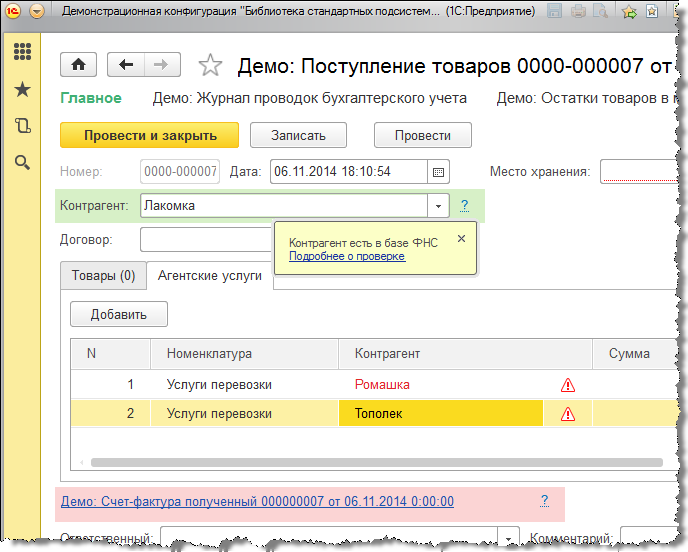 1С Демонстрационная конфигурация "Библиотека стандартных подсистем... (1С:Предприятие)
Демо: Поступление товаров 0000-000007 от
Главное Демо: Журнал проводок бухгалтерского учета Демо: Остатки товаров в
Провести и закрыть Записать Провести
Номер: 0000-000007 Дата: 06.11.2014 18:10:54 Место хранения:
Контрагент: Лакомка ?
Контрагент есть в базе ФНС
Договор:
Подробнее о проверке
Товары (0) Агентские услуги
Добавить
N Номенклатура Контрагент Сумма
1 Услуги перевозки Ромашка
2 Услуги перевозки Тополек
Демо: Счет-фактура полученный 000000007 от 06.11.2014 0:00:00 ?
Ответственный: Комментарий: